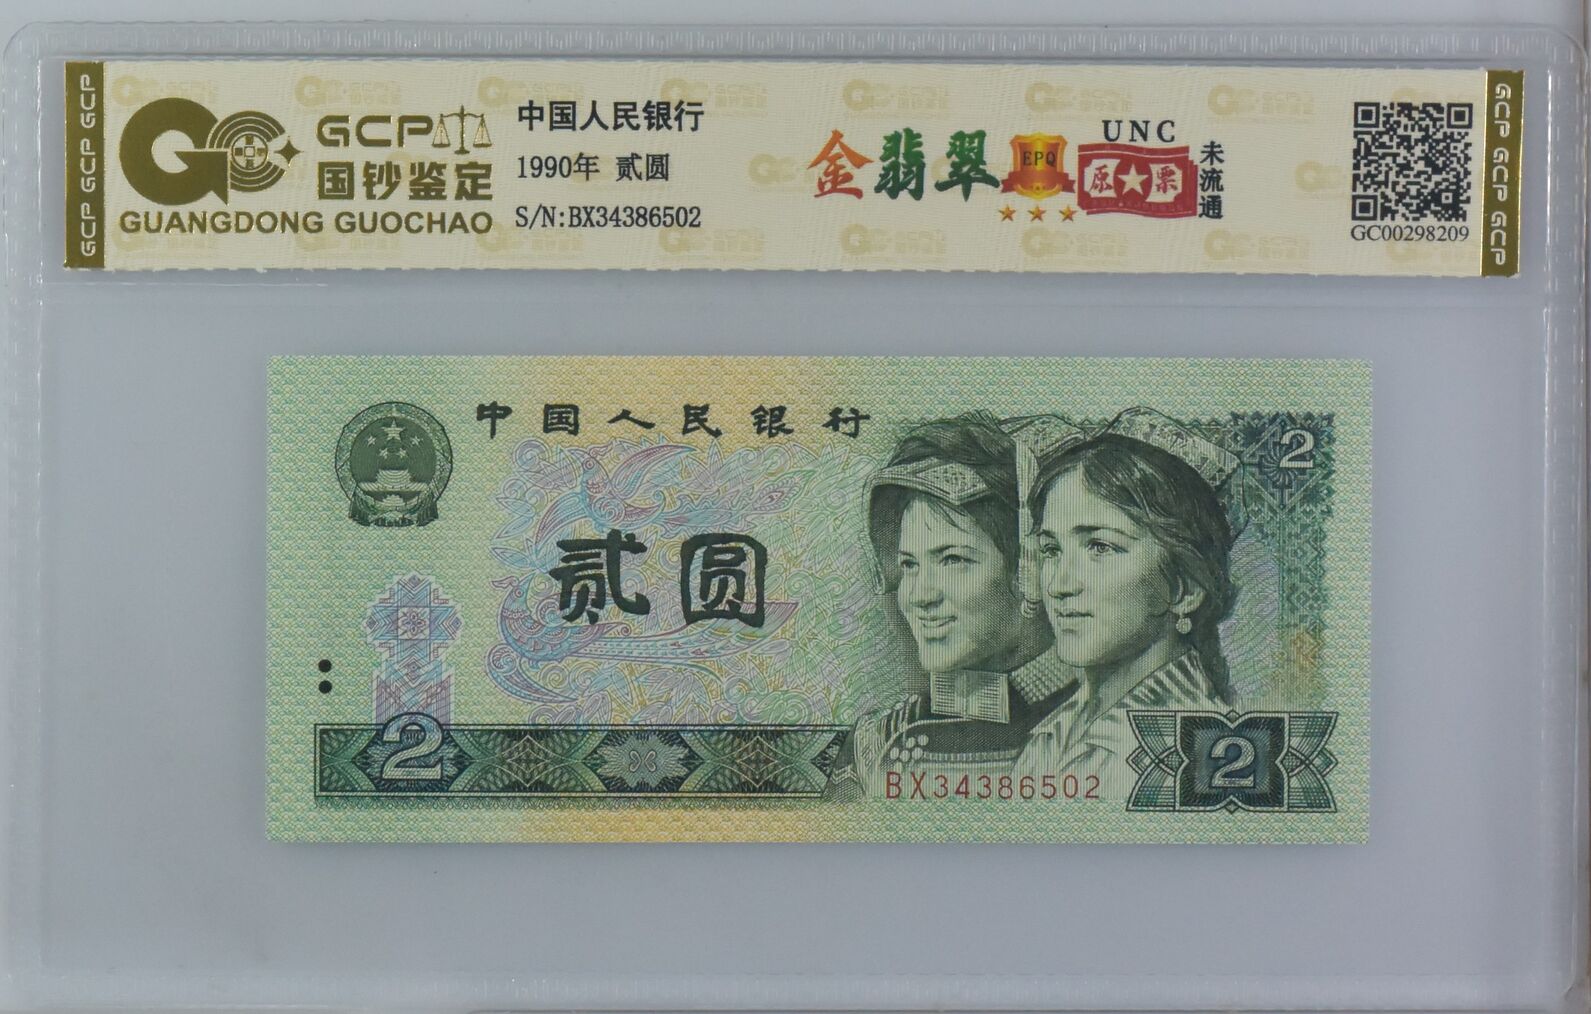 GCP GCP GCP
GCP
国钞鉴定
GUANGDONG GUOCHAO
中国人民银行
1990年 贰圆
S/N:BX34386502
金翡翠
EPQ
UNC
原票
未流通
GC00298209
GCP GCP GCP
中国人民银行
2
贰圆
2
BX34386502
2